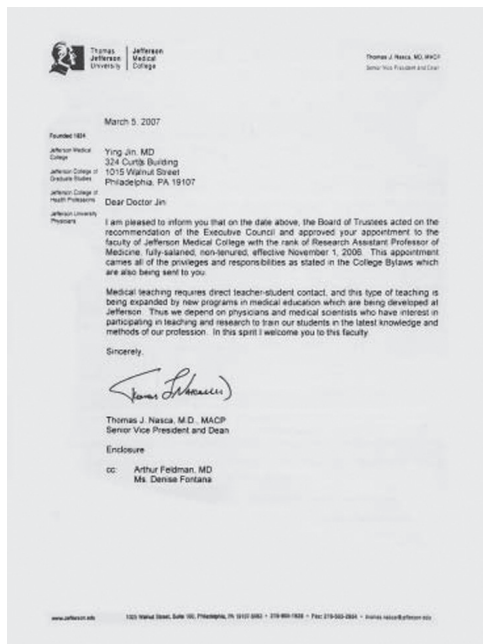 Thomas
Jefferson
University
Jefferson
Medical
College
Thomas J. Nasca, MD, MACP
Senior Vice President and Dean
March 5, 2007
Founded 1824
Jefferson Medical
College
Jefferson College of
Graduate Studies
Jefferson College of
Health Professions
Jefferson University
Physicians
Ying Jin, MD
324 Curtis Building
1015 Walnut Street
Philadelphia, PA 19107
Dear Doctor Jin
I am pleased to inform you that on the date above, the Board of Trustees acted on the
recommendation of the Executive Council and approved your appointment to the
faculty of Jefferson Medical College with the rank of Research Assistant Professor of
Medicine, fully-salaried, non-tenured, effective November 1, 2006. This appointment
carries all of the privileges and responsibilities as stated in the College Bylaws which
are also being sent to you.
Medical teaching requires direct teacher-student contact, and this type of teaching is
being expanded by new programs in medical education which are being developed at
Jefferson. Thus we depend on physicians and medical scientists who have interest in
participating in teaching and research to train our students in the latest knowledge and
methods of our profession. In this spirit I welcome you to this faculty.
Sincerely,
Thomas J. Nasca, M.D., MACP
Senior Vice President and Dean
Enclosure
cc: Arthur Feldman, MD
Ms. Denise Fontana
www.jefferson.edu
1025 Walnut Street, Suite 100, Philadelphia, PA